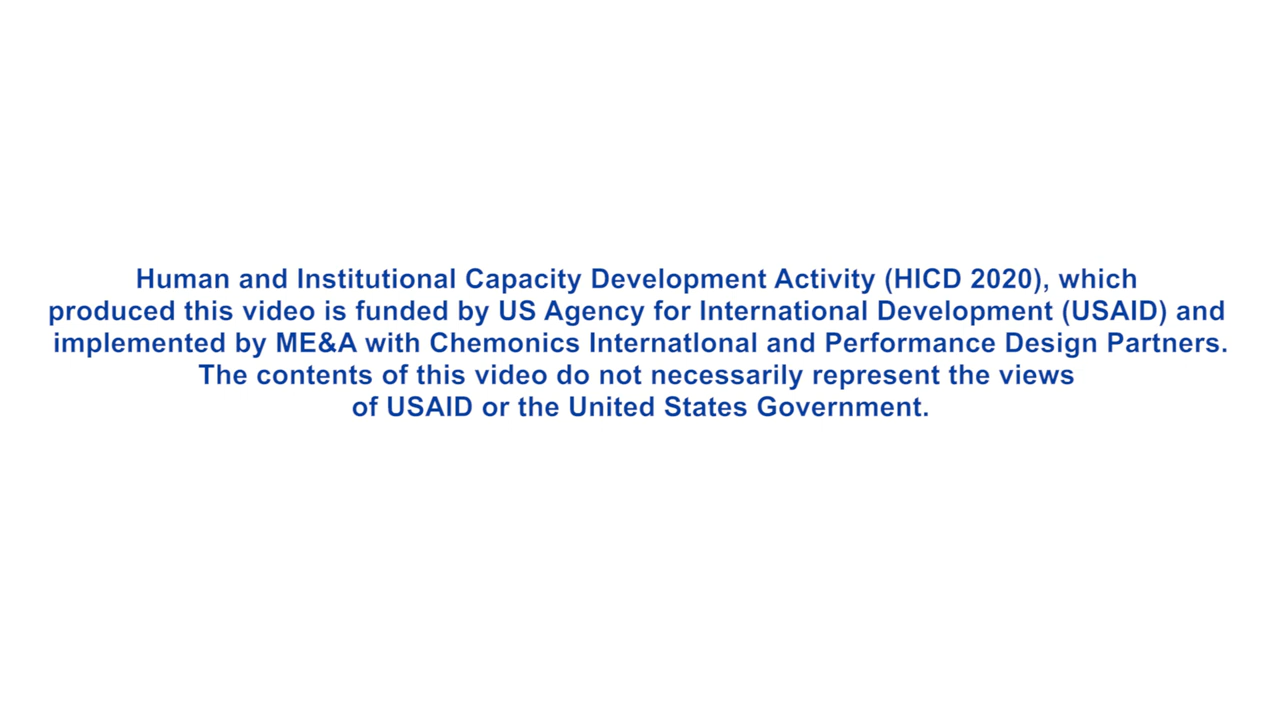 Human and Institutional Capacity Development Activity (HICD 2020), which
produced this video is funded by US Agency for International Development (USAID) and
implemented by ME&A with Chemonics Internatlonal and Performance Design Partners.
The contents of this video do not necessarily represent the views
of USAID or the United States Government.